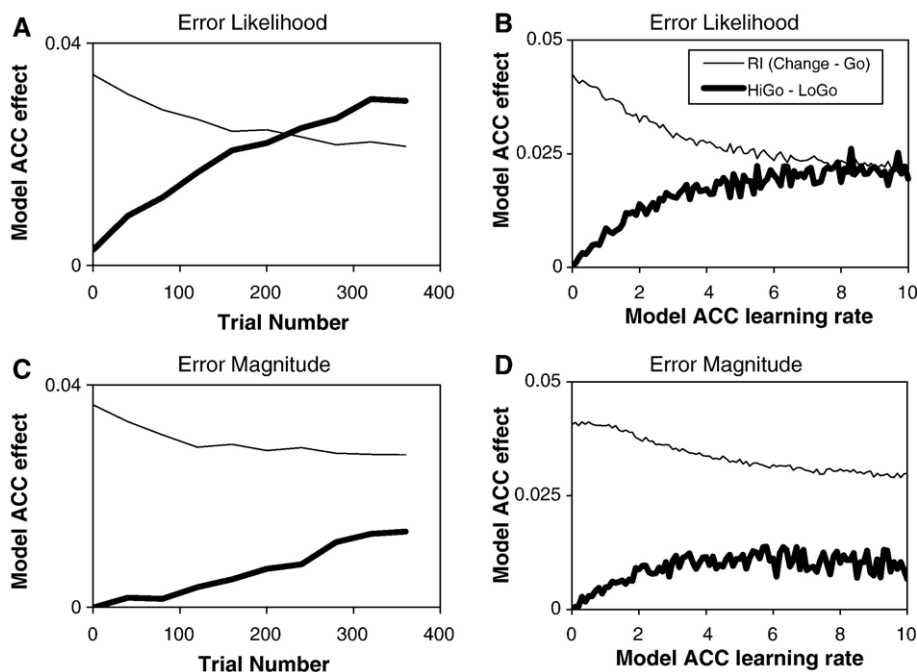 A
Error Likelihood
0.04
Model ACC effect
0
0
100
200
300
400
Trial Number
B
Error Likelihood
0.05
RI (Change - Go)
HiGo - LoGo
Model ACC effect
0.025
0
0
2
4
6
8
10
Model ACC learning rate
C
Error Magnitude
0.04
Model ACC effect
0
0
100
200
300
400
Trial Number
D
Error Magnitude
0.05
Model ACC effect
0.025
0
0
2
4
6
8
10
Model ACC learning rate